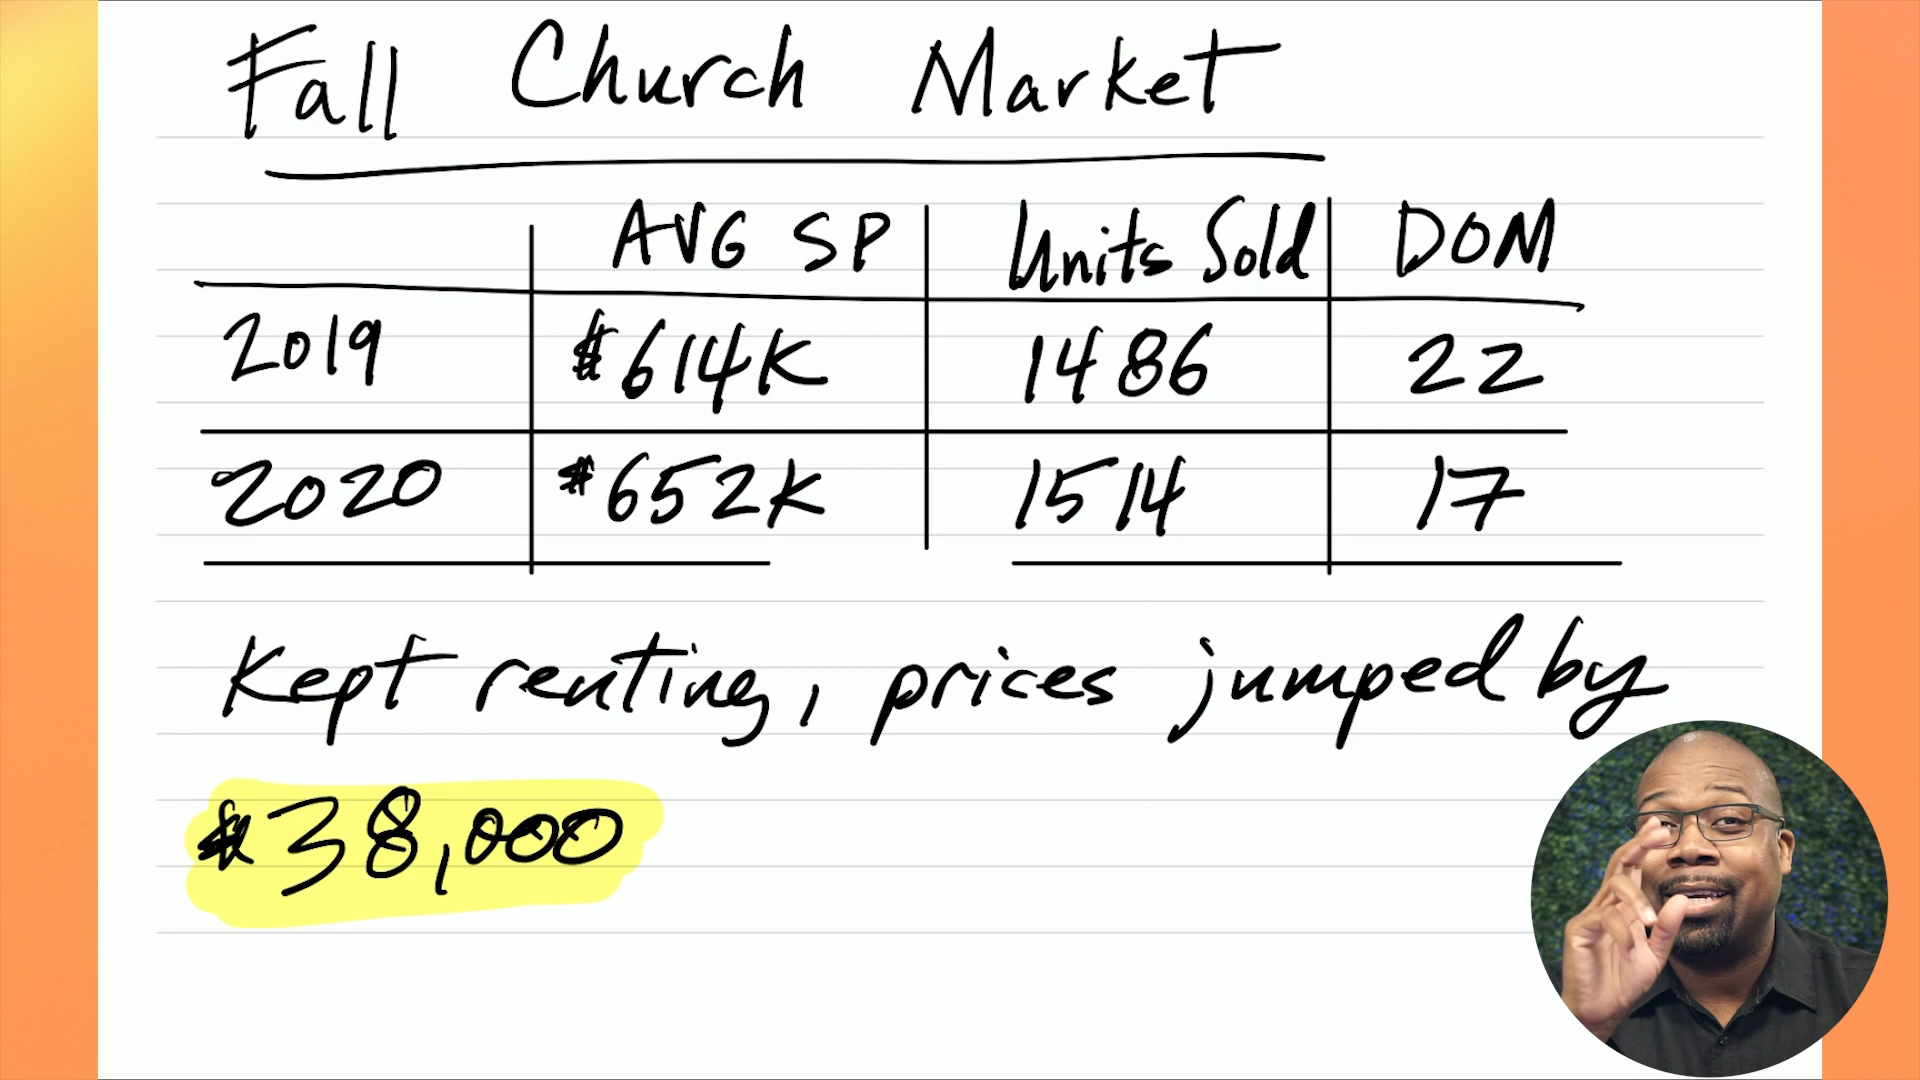 Fall Church Market
AVG SP Units Sold DOM
2019 $614K 1486 22
2020 $652K 1514 17
Kept renting, prices jumped by
$38,000